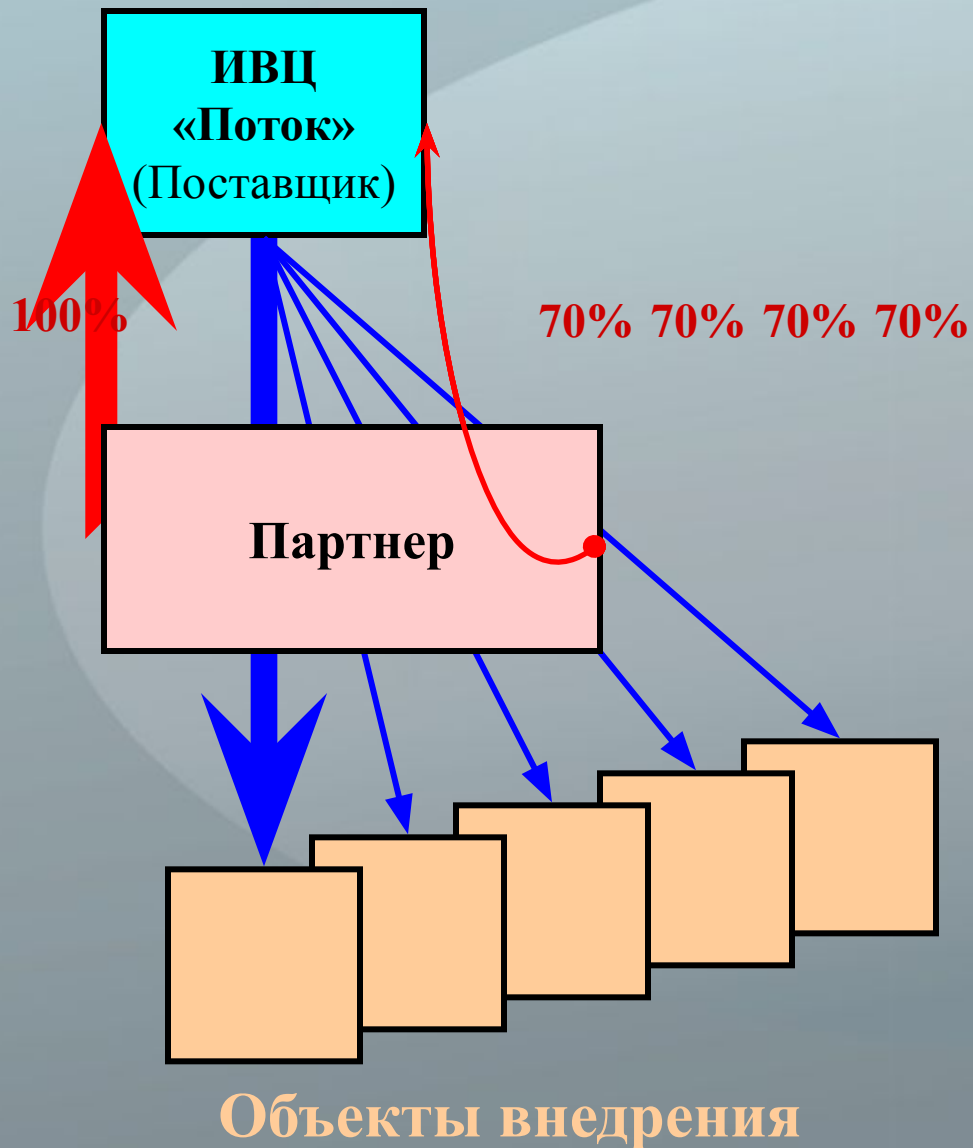 ИВЦ
«Поток»
(Поставщик)
100%
70% 70% 70% 70%
Партнер
Объекты внедрения